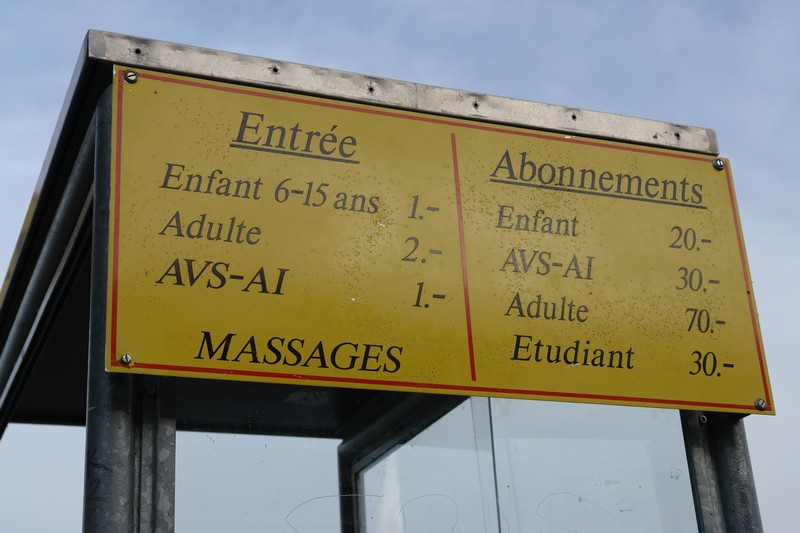 Entrée
Enfant 6-15 ans 1.-
Adulte 2.-
AVS-AI 1.-
MASSAGES
Abonnements
Enfant 20.-
AVS-AI 30.-
Adulte 70.-
Etudiant 30.-